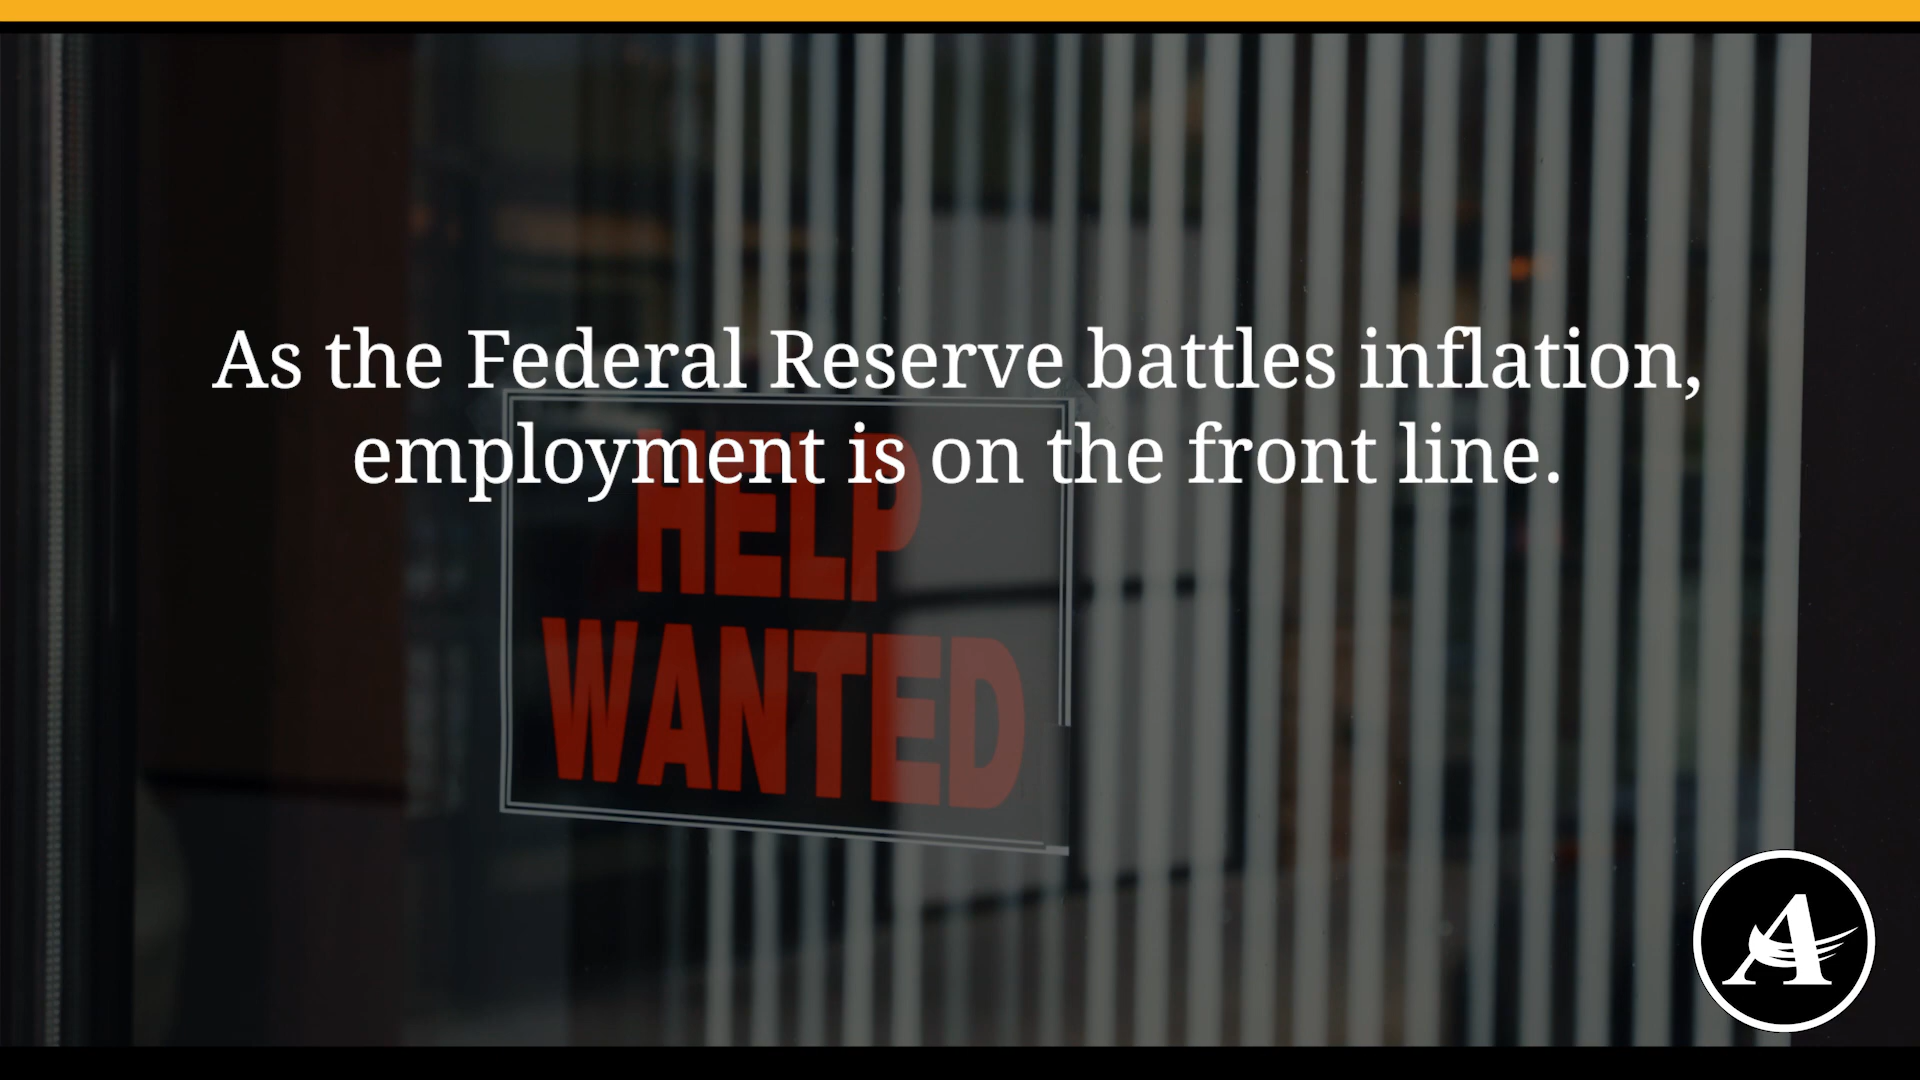 As the Federal Reserve battles inflation,
employment is on the front line.
HELP
WANTED
A